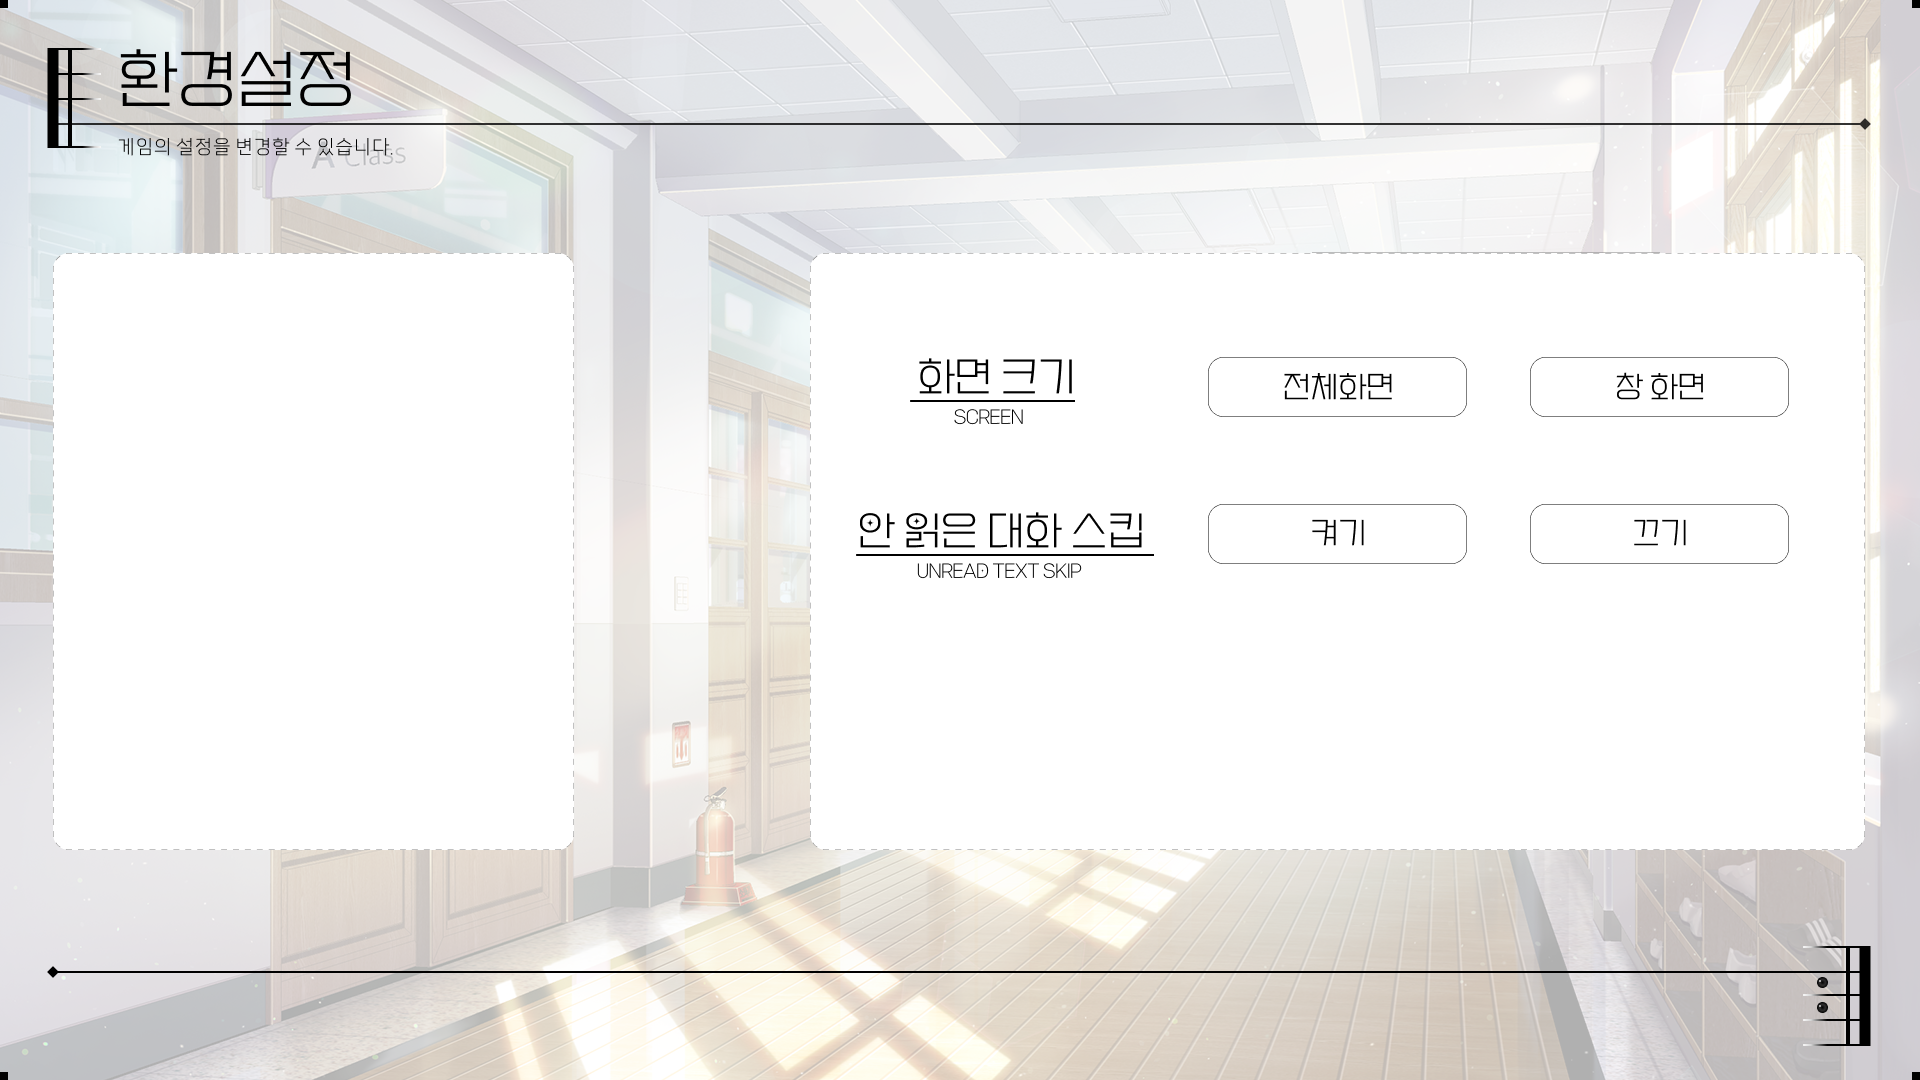 환경설정
게임의 설정을 변경할 수 있습니다.
A Class
화면 크기
SCREEN
전체화면
창 화면
안 읽은 대화 스킵
UNREAD TEXT SKIP
켜기
끄기